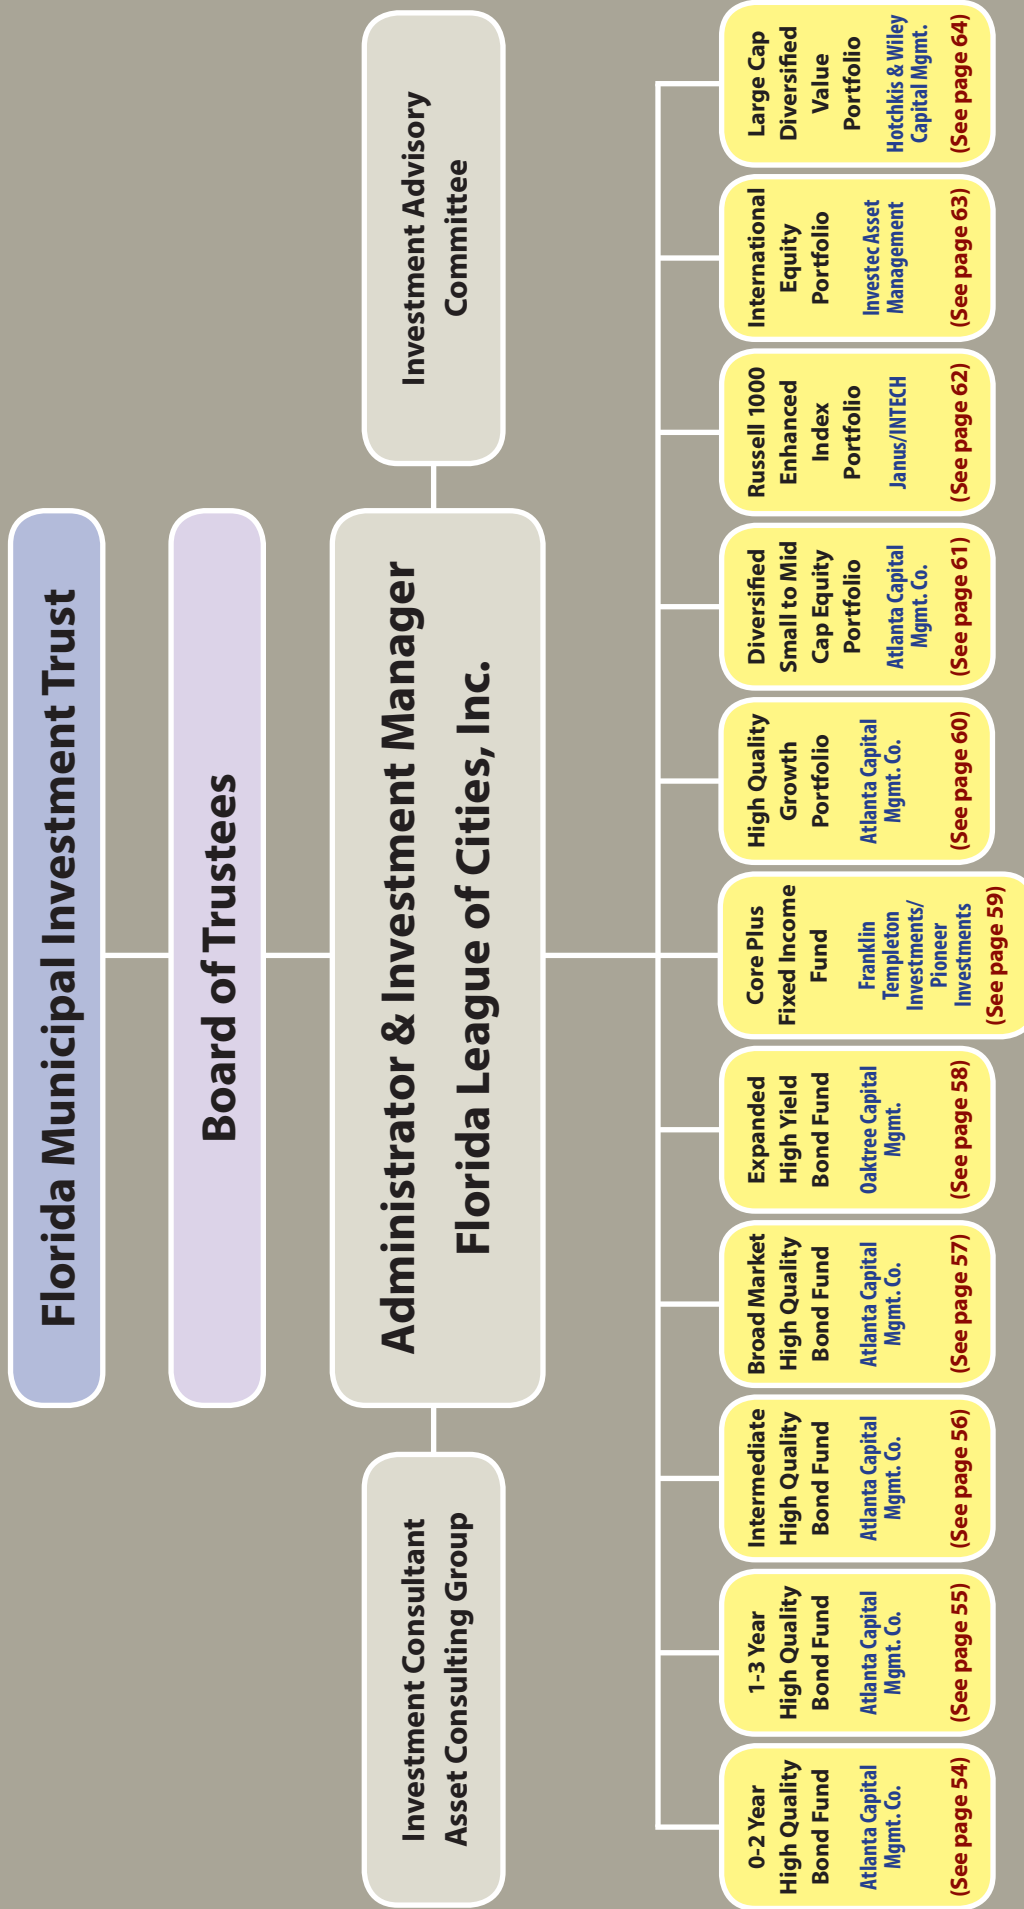 Florida Municipal Investment Trust
Board of Trustees
Investment Consultant
Asset Consulting Group
Administrator & Investment Manager
Florida League of Cities, Inc.
Investment Advisory
Committee
0-2 Year
High Quality
Bond Fund
Atlanta Capital
Mgmt. Co.
(See page 54)
1-3 Year
High Quality
Bond Fund
Atlanta Capital
Mgmt. Co.
(See page 55)
Intermediate
High Quality
Bond Fund
Atlanta Capital
Mgmt. Co.
(See page 56)
Broad Market
High Quality
Bond Fund
Atlanta Capital
Mgmt. Co.
(See page 57)
Expanded
High Yield
Bond Fund
Oaktree Capital
Mgmt.
(See page 58)
Core Plus
Fixed Income
Fund
Franklin
Templeton
Investments/
Pioneer
Investments
(See page 59)
High Quality
Growth
Portfolio
Atlanta Capital
Mgmt. Co.
(See page 60)
Diversified
Small to Mid
Cap Equity
Portfolio
Atlanta Capital
Mgmt. Co.
(See page 61)
Russell 1000
Enhanced
Index
Portfolio
Janus/INTECH
(See page 62)
International
Equity
Portfolio
Investec Asset
Management
(See page 63)
Large Cap
Diversified
Value
Portfolio
Hotchkis & Wiley
Capital Mgmt.
(See page 64)